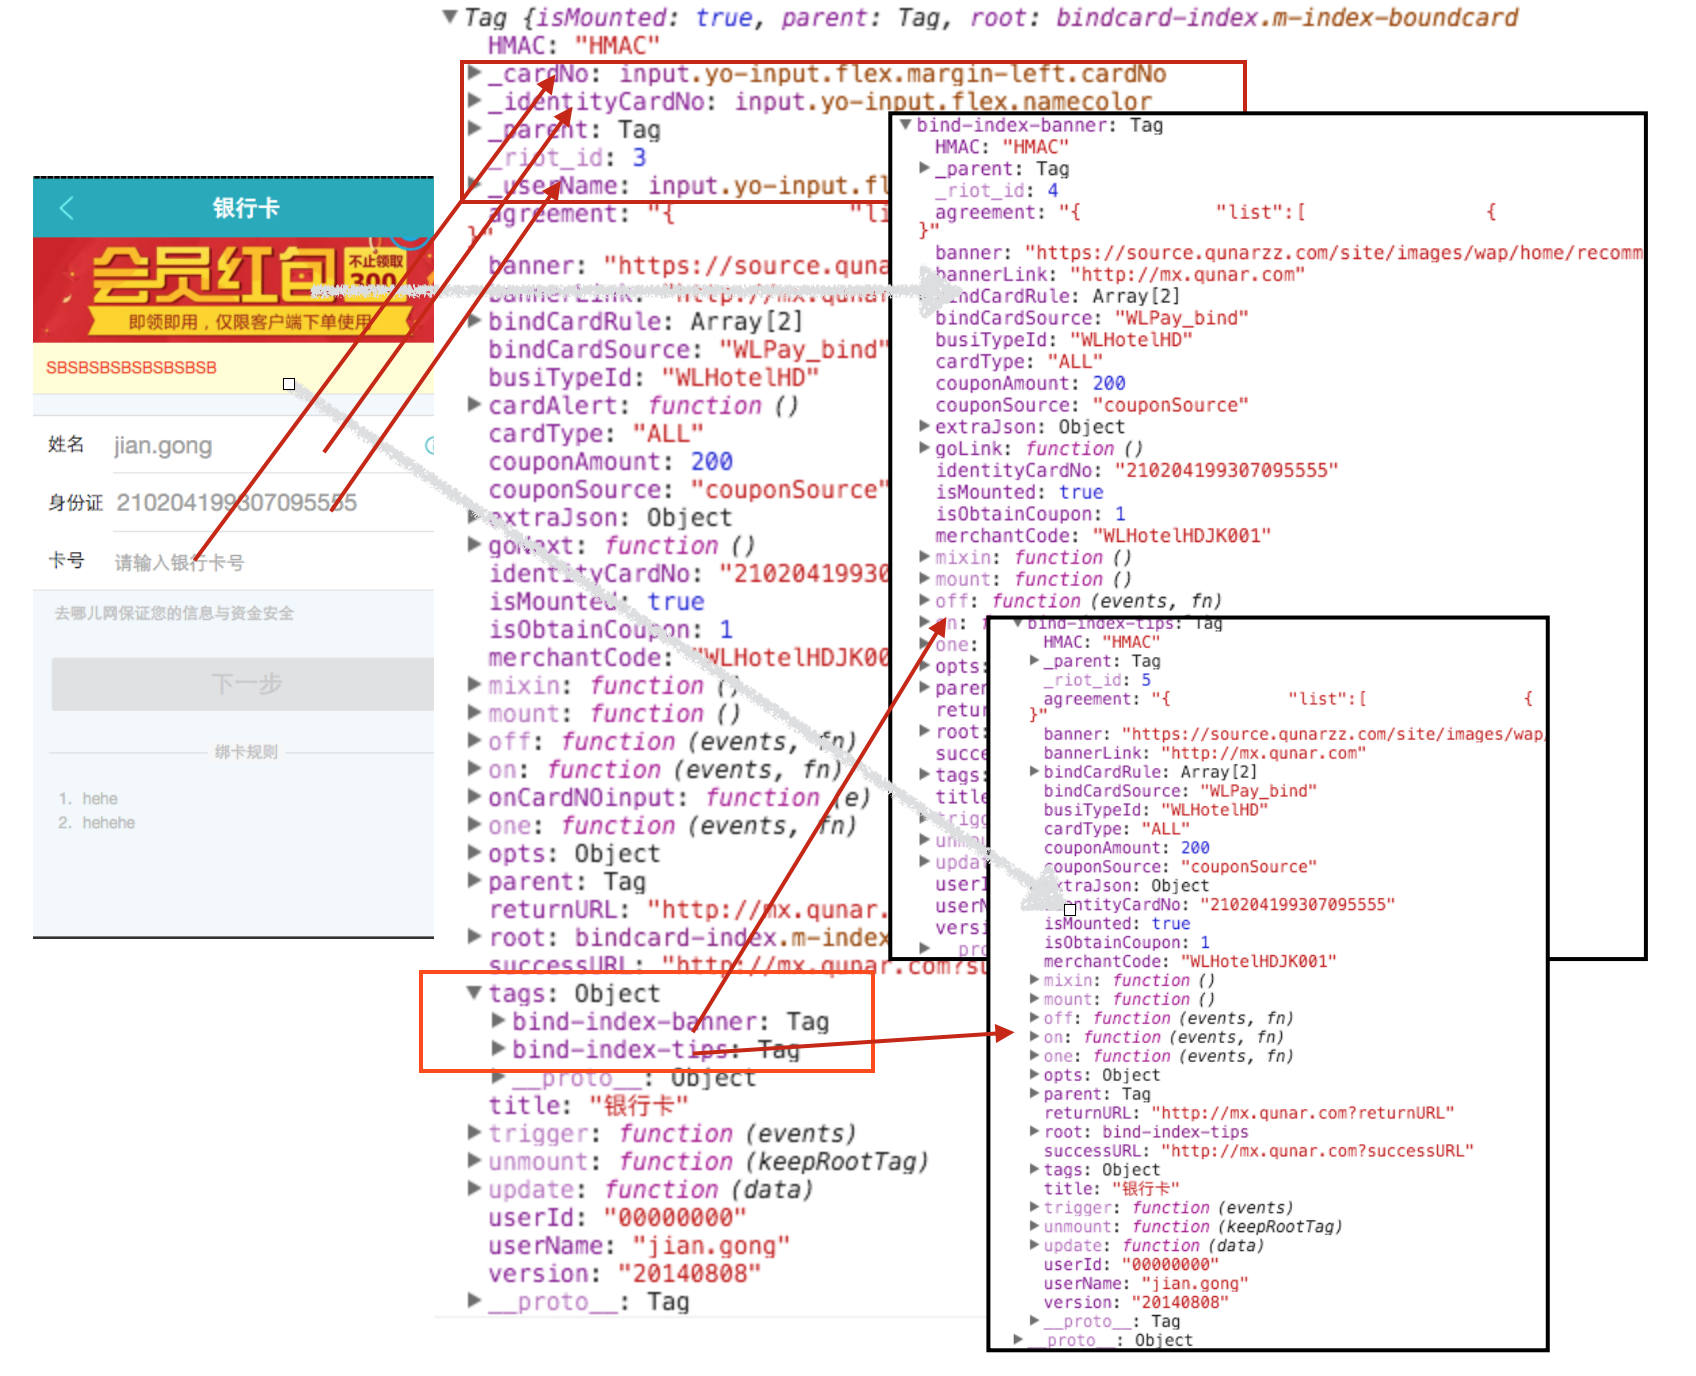 银行卡
会员红包
不止领取
300
即领即用，仅限客户端下单使用
SBSBSBSBSBSBSBSB
姓名 jian.gong
身份证 210204199307095555
卡号 请输入银行卡号
去哪儿网保证您的信息与资金安全
下一步
绑卡规则
1. hehe
2. hehehe
Tag {isMounted: true, parent: Tag, root: bindcard-index.m-index-boundcard
HMAC: "HMAC"
_cardNo: input.yo-input.flex.margin-left.cardNo
_identityCardNo: input.yo-input.flex.namecolor
_parent: Tag
_riot_id: 3
_userName: input.yo-input.fl
agreement: "{ "li
}"
banner: "https://source.quna
bannerLink: "http://mx.qunar
bindCardRule: Array[2]
bindCardSource: "WLPay_bind"
busiTypeId: "WLHotelHD"
cardAlert: function ()
cardType: "ALL"
couponAmount: 200
couponSource: "couponSource"
extraJson: Object
goNext: function ()
identityCardNo: "21020419930
isMounted: true
isObtainCoupon: 1
merchantCode: "WLHotelHDJK00
mixin: function ()
mount: function ()
off: function (events, fn)
on: function (events, fn)
onCardNOinput: function (e)
one: function (events, fn)
opts: Object
parent: Tag
returnURL: "http://mx.qunar.
root: bindcard-index.m-index
successURL: "http://mx.qunar.com?su
tags: Object
bind-index-banner: Tag
bind-index-tips: Tag
__proto__: Object
title: "银行卡"
trigger: function (events)
unmount: function (keepRootTag)
update: function (data)
userId: "00000000"
userName: "jian.gong"
version: "20140808"
__proto__: Tag
bind-index-banner: Tag
HMAC: "HMAC"
_parent: Tag
_riot_id: 4
agreement: "{ "list":[ {
}"
banner: "https://source.qunarzz.com/site/images/wap/home/recomm
bannerLink: "http://mx.qunar.com"
bindCardRule: Array[2]
bindCardSource: "WLPay_bind"
busiTypeId: "WLHotelHD"
cardType: "ALL"
couponAmount: 200
couponSource: "couponSource"
extraJson: Object
goLink: function ()
identityCardNo: "210204199307095555"
isMounted: true
isObtainCoupon: 1
merchantCode: "WLHotelHDJK001"
mixin: function ()
mount: function ()
off: function (events, fn)
on: f
one:
opts:
paren
retur
root:
succe
tags:
title
trigg
unmou
updat
userI
userN
versi
__pro
bind-index-tips: Tag
HMAC: "HMAC"
_parent: Tag
_riot_id: 5
agreement: "{ "list":[ {
}"
banner: "https://source.qunarzz.com/site/images/wap/
bannerLink: "http://mx.qunar.com"
bindCardRule: Array[2]
bindCardSource: "WLPay_bind"
busiTypeId: "WLHotelHD"
cardType: "ALL"
couponAmount: 200
couponSource: "couponSource"
extraJson: Object
identityCardNo: "210204199307095555"
isMounted: true
isObtainCoupon: 1
merchantCode: "WLHotelHDJK001"
mixin: function ()
mount: function ()
off: function (events, fn)
on: function (events, fn)
one: function (events, fn)
opts: Object
parent: Tag
returnURL: "http://mx.qunar.com?returnURL"
root: bind-index-tips
successURL: "http://mx.qunar.com?successURL"
tags: Object
title: "银行卡"
trigger: function (events)
unmount: function (keepRootTag)
update: function (data)
userId: "00000000"
userName: "jian.gong"
version: "20140808"
__proto__: Tag
__proto__: Object